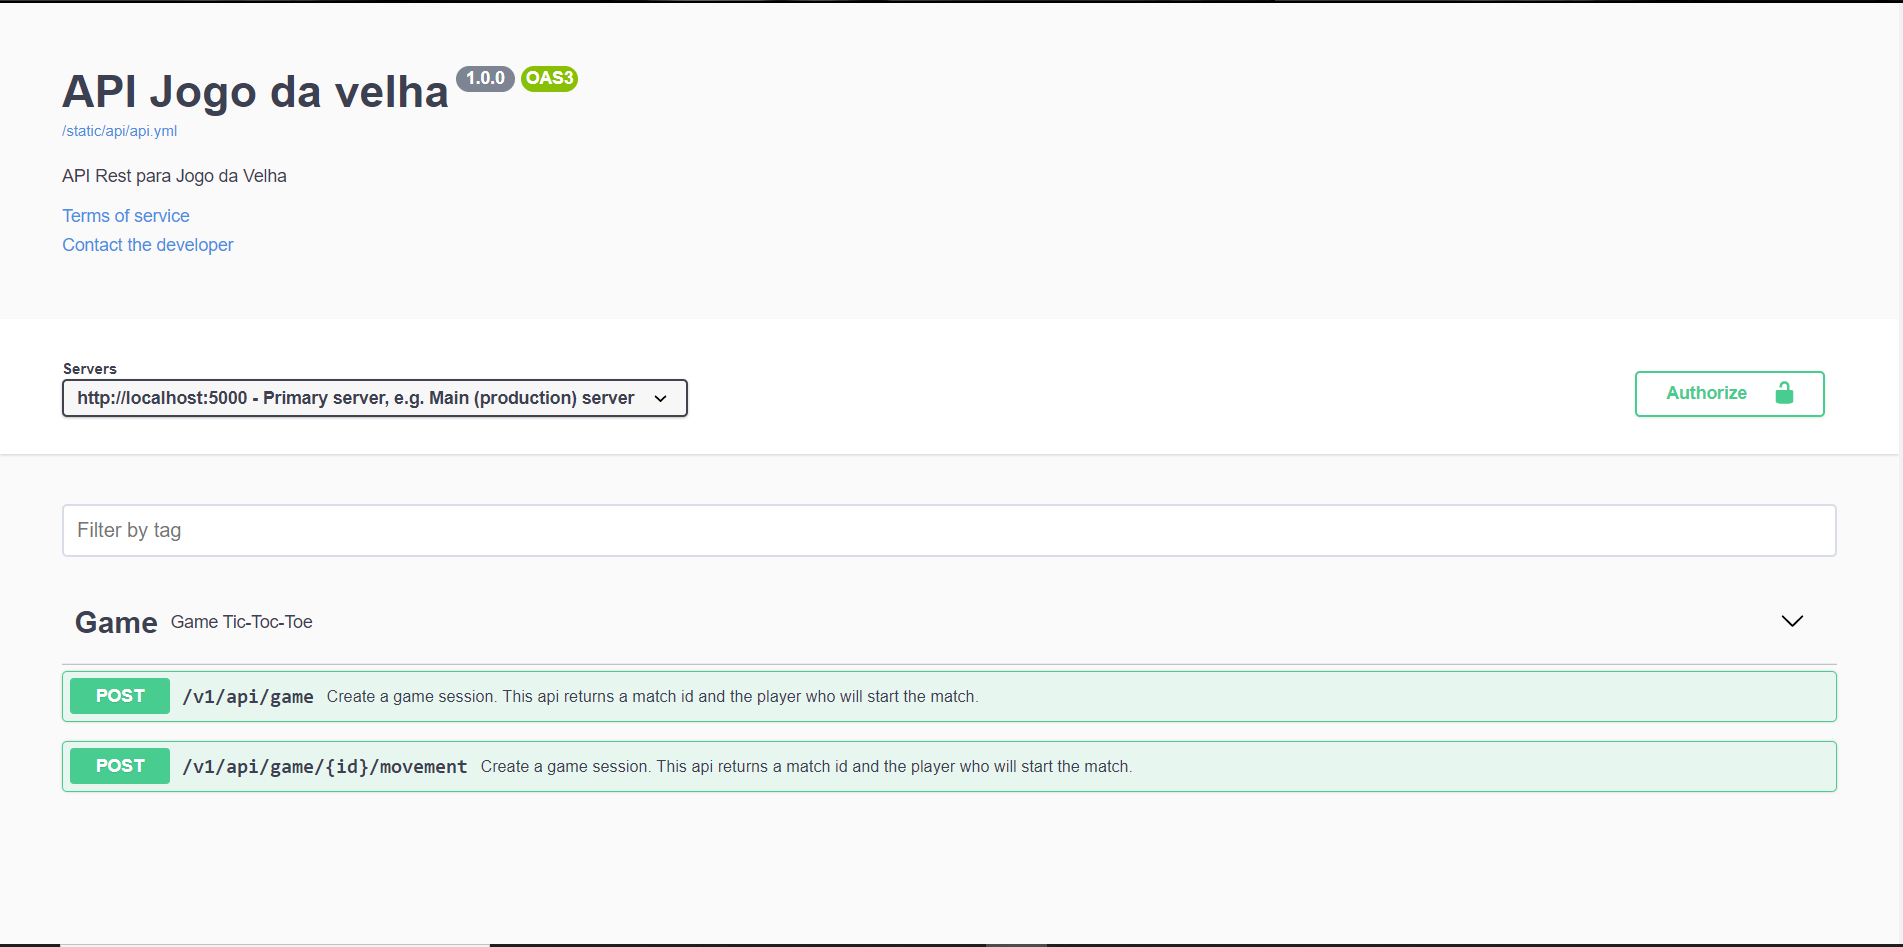 API Jogo da velha 1.0.0 OAS3
/static/api/api.yml
API Rest para Jogo da Velha
Terms of service
Contact the developer
Servers
http://localhost:5000 - Primary server, e.g. Main (production) server
Authorize
Filter by tag
Game Game Tic-Toc-Toe
POST /v1/api/game Create a game session. This api returns a match id and the player who will start the match.
POST /v1/api/game/{id}/movement Create a game session. This api returns a match id and the player who will start the match.